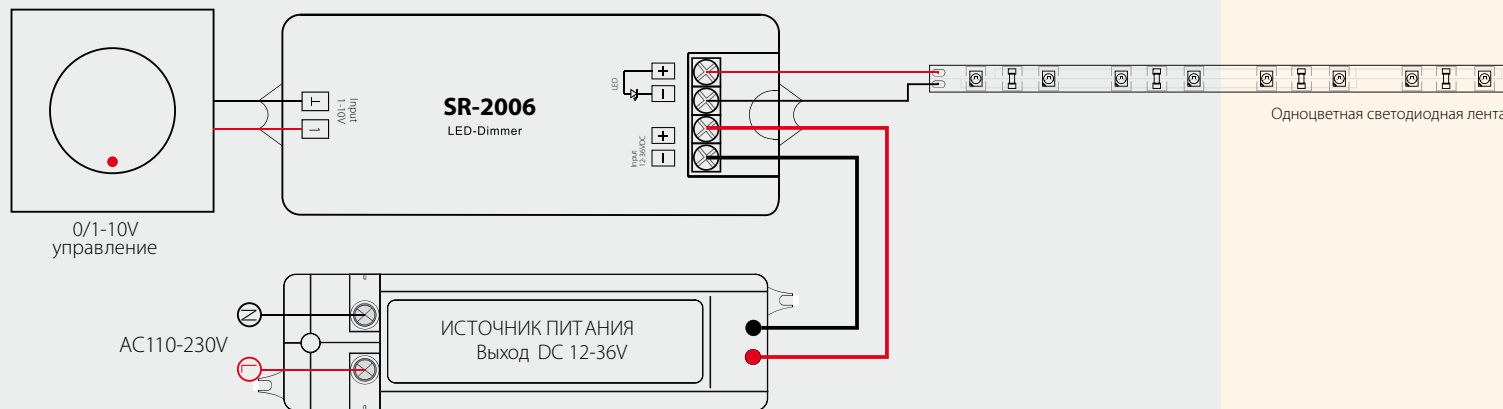 SR-2006
LED-Dimmer
Input
1-10V
1
LED
+
−
Input
12-36VDC
+
−
Одноцветная светодиодная лента
0/1-10V
управление
N
AC110-230V
L
ИСТОЧНИК ПИТАНИЯ
Выход DC 12-36V